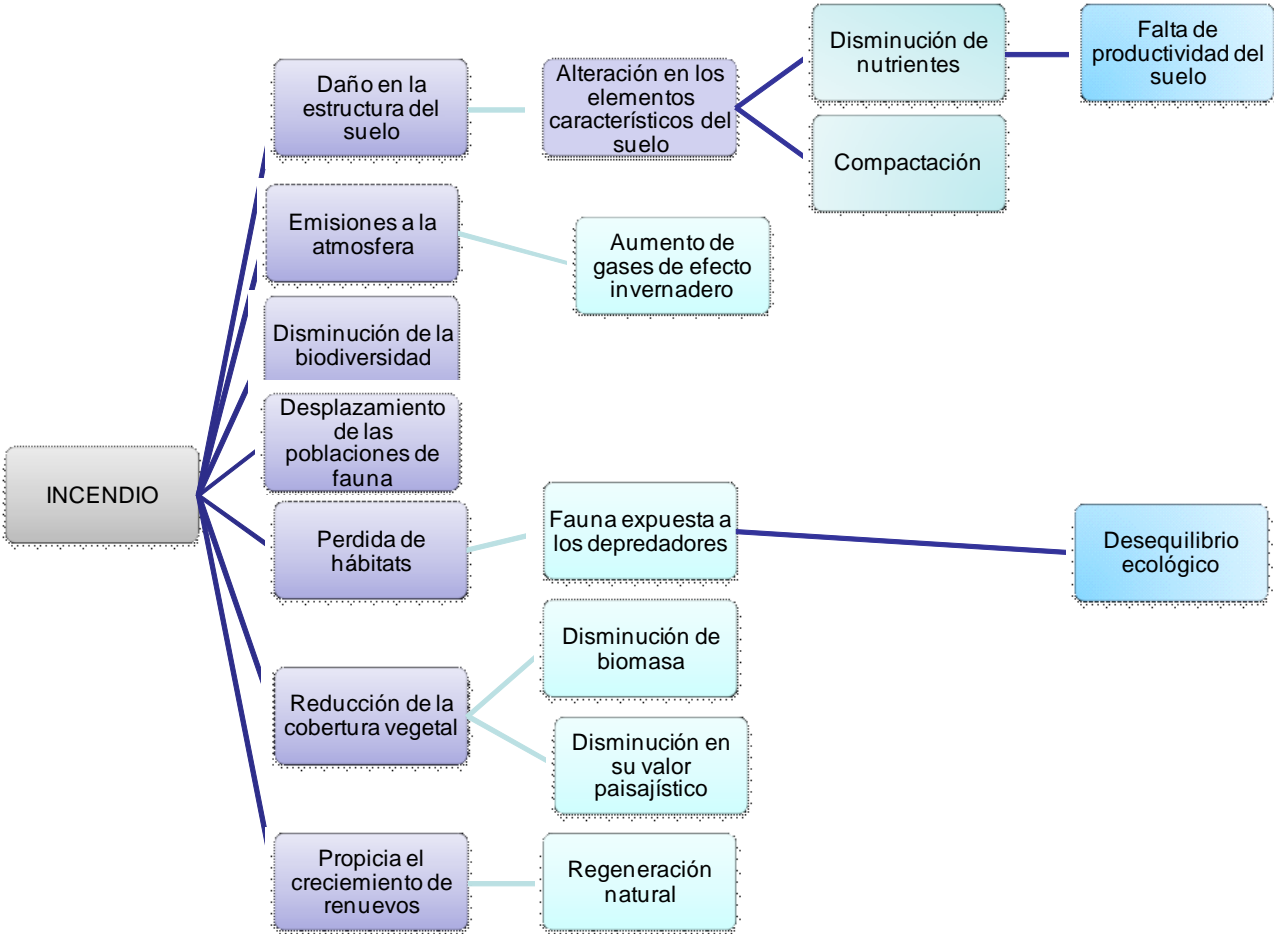 INCENDIO
Daño en la
estructura del
suelo
Alteración en los
elementos
característicos del
suelo
Disminución de
nutrientes
Falta de
productividad del
suelo
Compactación
Emisiones a la
atmosfera
Aumento de
gases de efecto
invernadero
Disminución de la
biodiversidad
Desplazamiento
de las
poblaciones de
fauna
Perdida de
hábitats
Fauna expuesta a
los depredadores
Desequilibrio
ecológico
Reducción de la
cobertura vegetal
Disminución de
biomasa
Disminución en
su valor
paisajístico
Propicia el
creciemiento de
renuevos
Regeneración
natural